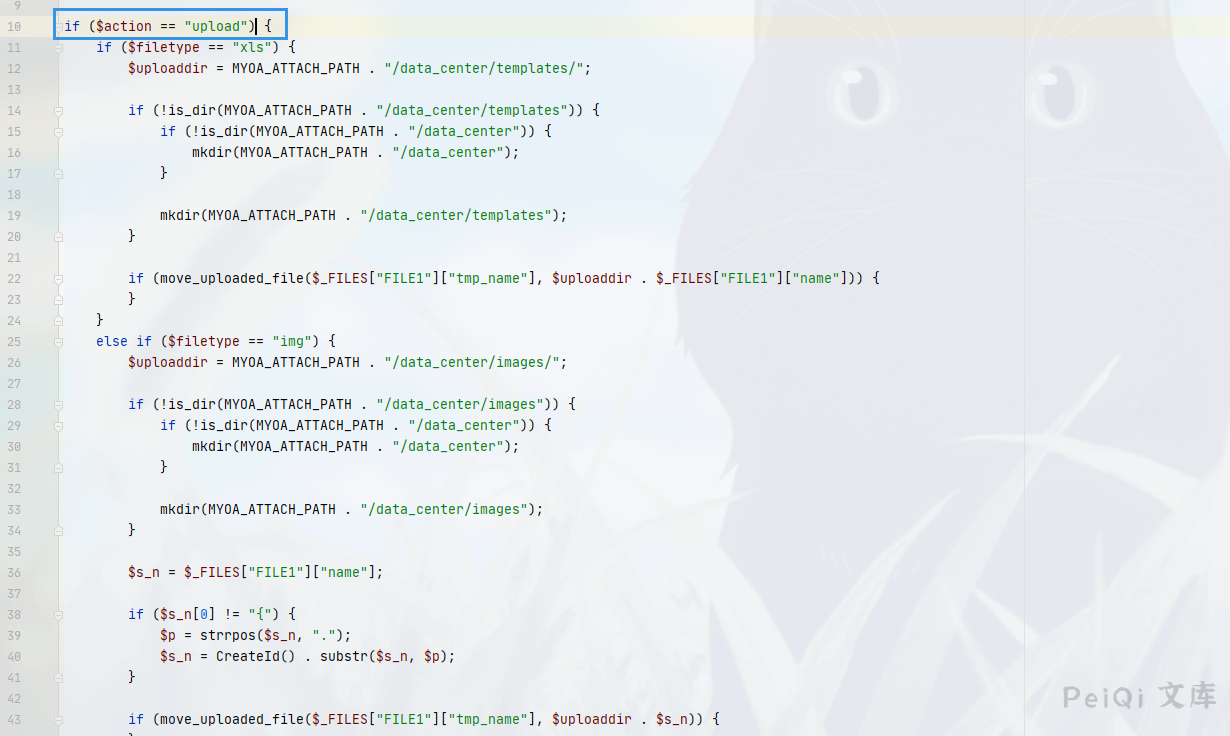 9
10 if ($action == "upload") {
11 if ($filetype == "xls") {
12 $uploaddir = MYOA_ATTACH_PATH . "/data_center/templates/";
13
14 if (!is_dir(MYOA_ATTACH_PATH . "/data_center/templates")) {
15 if (!is_dir(MYOA_ATTACH_PATH . "/data_center")) {
16 mkdir(MYOA_ATTACH_PATH . "/data_center");
17 }
18
19 mkdir(MYOA_ATTACH_PATH . "/data_center/templates");
20 }
21
22 if (move_uploaded_file($_FILES["FILE1"]["tmp_name"], $uploaddir . $_FILES["FILE1"]["name"])) {
23 }
24 }
25 else if ($filetype == "img") {
26 $uploaddir = MYOA_ATTACH_PATH . "/data_center/images/";
27
28 if (!is_dir(MYOA_ATTACH_PATH . "/data_center/images")) {
29 if (!is_dir(MYOA_ATTACH_PATH . "/data_center")) {
30 mkdir(MYOA_ATTACH_PATH . "/data_center");
31 }
32
33 mkdir(MYOA_ATTACH_PATH . "/data_center/images");
34 }
35
36 $s_n = $_FILES["FILE1"]["name"];
37
38 if ($s_n[0] != "{") {
39 $p = strrpos($s_n, ".");
40 $s_n = CreateId() . substr($s_n, $p);
41 }
42
43 if (move_uploaded_file($_FILES["FILE1"]["tmp_name"], $uploaddir . $s_n)) {
PeiQi 文库